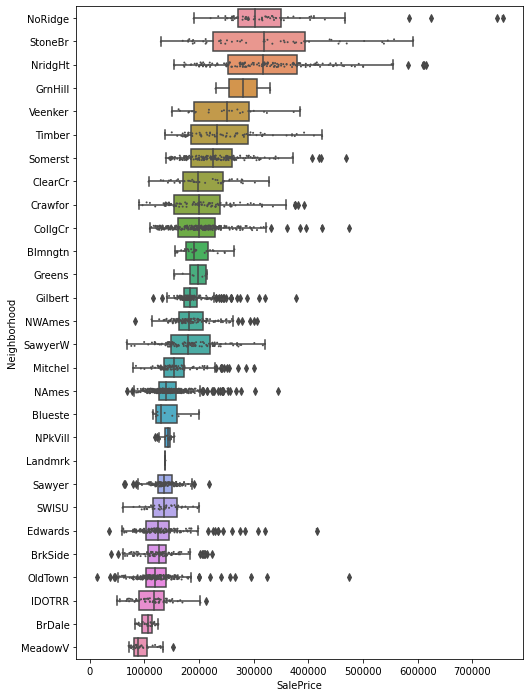 NoRidge
StoneBr
NridgHt
GrnHill
Veenker
Timber
Somerst
ClearCr
Crawfor
CollgCr
Blmngtn
Greens
Gilbert
NWAmes
SawyerW
Mitchel
NAmes
Blueste
NPkVill
Landmrk
Sawyer
SWISU
Edwards
BrkSide
OldTown
IDOTRR
BrDale
MeadowV
Neighborhood
0 100000 200000 300000 400000 500000 600000 700000
SalePrice